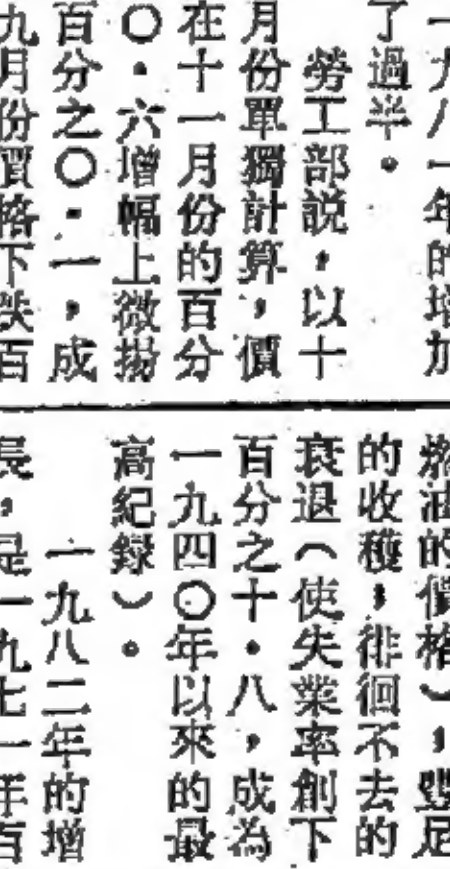 一九八一年的增加
了過半。
勞工部説，以十
月份單獨計算，價
在十一月份的百分
〇・六增幅上微揚
百分之〇・一，成
九月份價格下跌百
燃油的價格），豐足
的收穫，徘徊不去的
衰退（使失業率創下
百分之十・八，成為
一九四〇年以來的最
高紀録）。
一九八二年的增
長，是一九七一年百